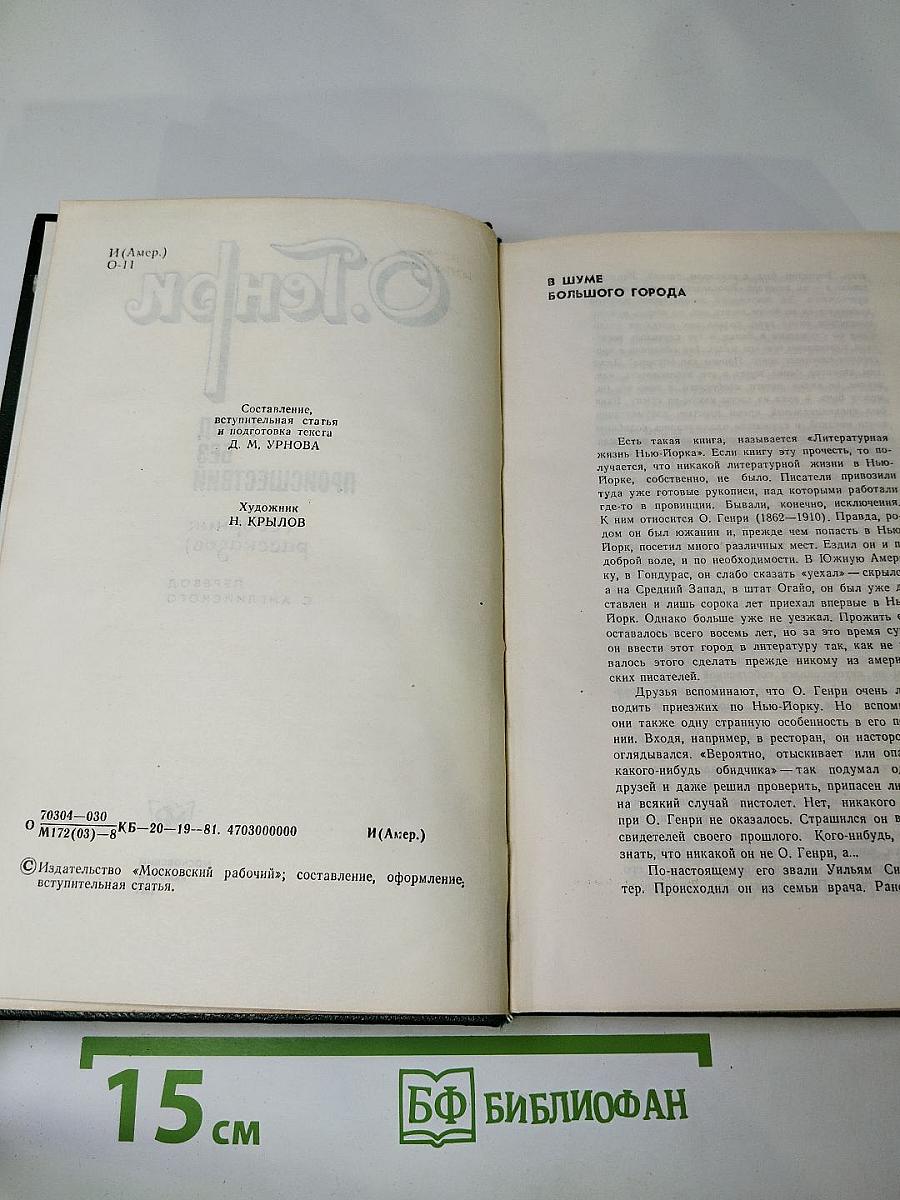 И(Амер.)
О-11
Составление,
вступительная статья
и подготовка текста
Д. М. УРНОВА
Художник
Н. КРЫЛОВ
О 70304—030
М172(03)—8 КБ—20—19—81. 4703000000 И(Амер.)
© Издательство «Московский рабочий»; составление, оформление,
вступительная статья.
В ШУМЕ
БОЛЬШОГО ГОРОДА
Есть такая книга, называется «Литературная
жизнь Нью-Йорка». Если книгу эту прочесть, то по-
лучается, что никакой литературной жизни в Нью-
Йорке, собственно, не было. Писатели привозили
туда уже готовые рукописи, над которыми работали
где-то в провинции. Бывали, конечно, исключения.
К ним относится О. Генри (1862—1910). Правда, ро-
дом он был южанин и, прежде чем попасть в Нью-
Йорк, посетил много различных мест. Ездил он и п
доброй воле, и по необходимости. В Южную Амер
ку, в Гондурас, он слабо сказать «уехал» — скрылс
а на Средний Запад, в штат Огайо, он был уже д
ставлен и лишь сорока лет приехал впервые в Нь
Йорк. Однако больше уже не уезжал. Прожить е
оставалось всего восемь лет, но за это время су
он ввести этот город в литературу так, как не
валось этого сделать прежде никому из амери
ских писателей.
Друзья вспоминают, что О. Генри очень л
водить приезжих по Нью-Йорку. Но вспоми
они также одну странную особенность в его п
нии. Входя, например, в ресторан, он насторо
оглядывался. «Вероятно, отыскивает или опа
какого-нибудь обидчика» — так подумал од
друзей и даже решил проверить, припасен ли
на всякий случай пистолет. Нет, никакого
при О. Генри не оказалось. Страшился он в
свидетелей своего прошлого. Кого-нибудь,
знать, что никакой он не О. Генри, а...
По-настоящему его звали Уильям Си
тер. Происходил он из семьи врача. Ран
О. Генри
БЕЗ
ПРОИСШЕСТВИЙ
рассказов)
ПЕРЕВОД
С АНГЛИЙСКОГО
15 см
БФ БИБЛИОФАН